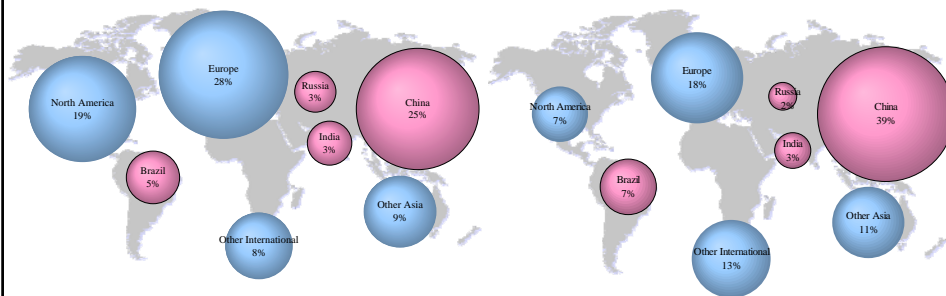 Europe
28%
North America
19%
Russia
3%
China
25%
India
3%
Brazil
5%
Other Asia
9%
Other International
8%
Europe
18%
North America
7%
Russia
2%
China
39%
India
3%
Brazil
7%
Other Asia
11%
Other International
13%